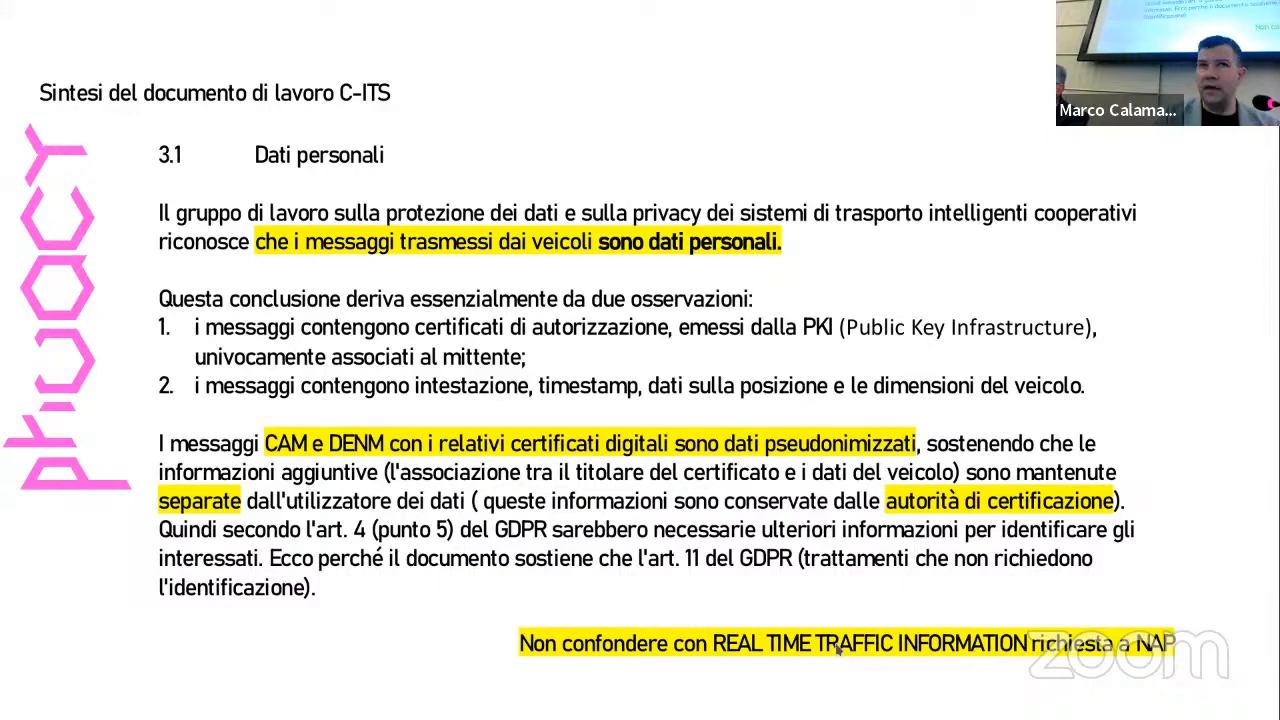 Sintesi del documento di lavoro C-ITS
Marco Calama...
privacy
3.1 Dati personali
Il gruppo di lavoro sulla protezione dei dati e sulla privacy dei sistemi di trasporto intelligenti cooperativi
riconosce che i messaggi trasmessi dai veicoli sono dati personali.
Questa conclusione deriva essenzialmente da due osservazioni:
1. i messaggi contengono certificati di autorizzazione, emessi dalla PKI (Public Key Infrastructure),
univocamente associati al mittente;
2. i messaggi contengono intestazione, timestamp, dati sulla posizione e le dimensioni del veicolo.
I messaggi CAM e DENM con i relativi certificati digitali sono dati pseudonimizzati, sostenendo che le
informazioni aggiuntive (l'associazione tra il titolare del certificato e i dati del veicolo) sono mantenute
separate dall'utilizzatore dei dati ( queste informazioni sono conservate dalle autorità di certificazione).
Quindi secondo l'art. 4 (punto 5) del GDPR sarebbero necessarie ulteriori informazioni per identificare gli
interessati. Ecco perché il documento sostiene che l'art. 11 del GDPR (trattamenti che non richiedono
l'identificazione).
Non confondere con REAL TIME TRAFFIC INFORMATION richiesta a NAP
zoom